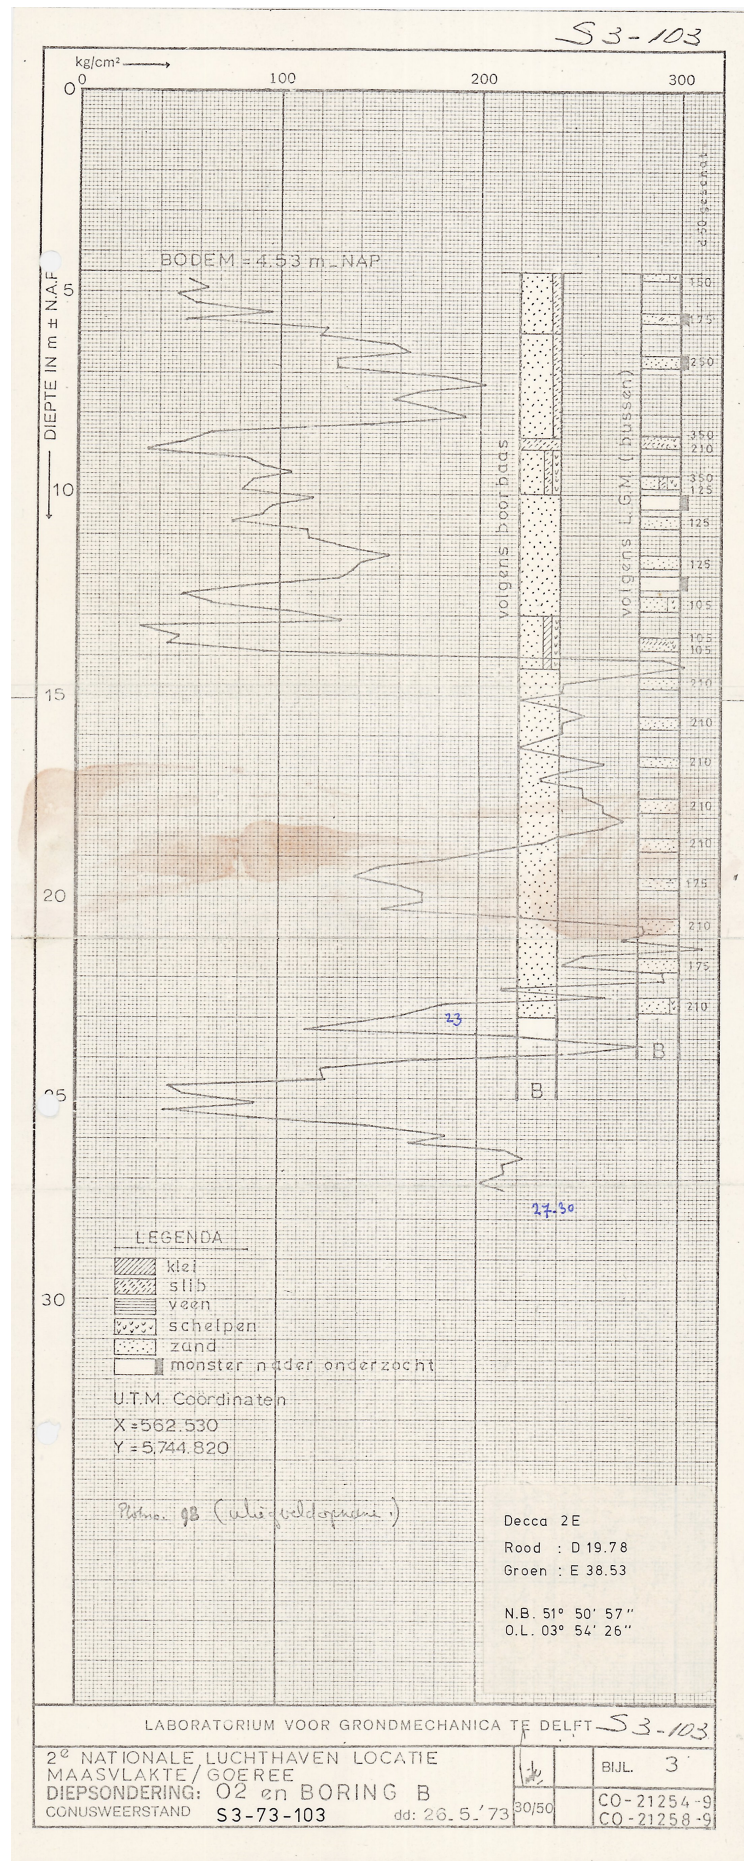 S3-103
kg/cm²
0 100 200 300
0
d 50 geschat
BODEM = 4.53 m_NAP
5
DIEPTE IN m ± N.A.P.
150
175
250
volgens boorbaas
volgens L.G.M. ( bussen)
350
210
10
350
125
125
125
105
105
105
15
210
210
210
210
210
20
175
210
175
210
23
B
25
B
27.30
LEGENDA
klei
slib
veen
30
schelpen
zand
monster nader onderzocht
U.T.M. Coördinaten
X =562.530
Y =5,744.820
Decca 2E
Rood : D 19.78
Groen : E 38.53
N.B. 51° 50' 57"
O.L. 03° 54' 26"
LABORATORIUM VOOR GRONDMECHANICA TE DELFT S3-103
2e NATIONALE LUCHTHAVEN LOCATIE
MAASVLAKTE/GOEREE
BIJL. 3
DIEPSONDERING: O2 en BORING B
CONUSWEERSTAND S3-73-103 dd: 26.5.'73
30/50
CO-21254-9
CO-21258-9